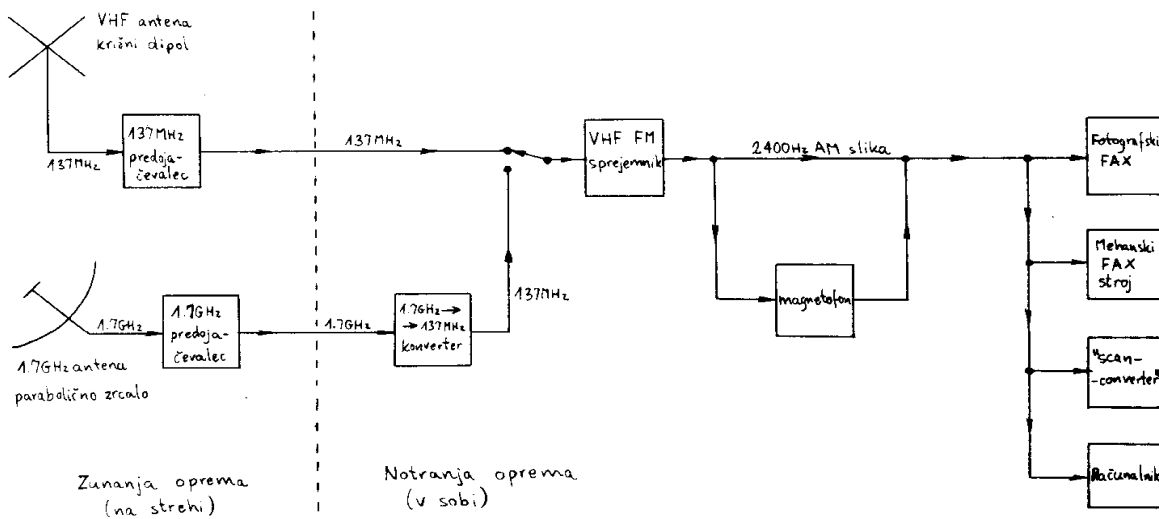 VHF antena
križni dipol
137MHz
137MHz
predoja-
čevalec
137MHz
VHF FM
sprejemnik
2400Hz AM slika
magnetofon
Fotografski
FAX
Mehanski
FAX
stroj
"scan-
-converter"
Računalnik
1.7GHz antena
parabolično zrcalo
1.7GHz
1.7GHz
predoja-
čevalec
1.7GHz
1.7GHz→
→137MHz
konverter
137MHz
Zunanja oprema
(na strehi)
Notranja oprema
(v sobi)